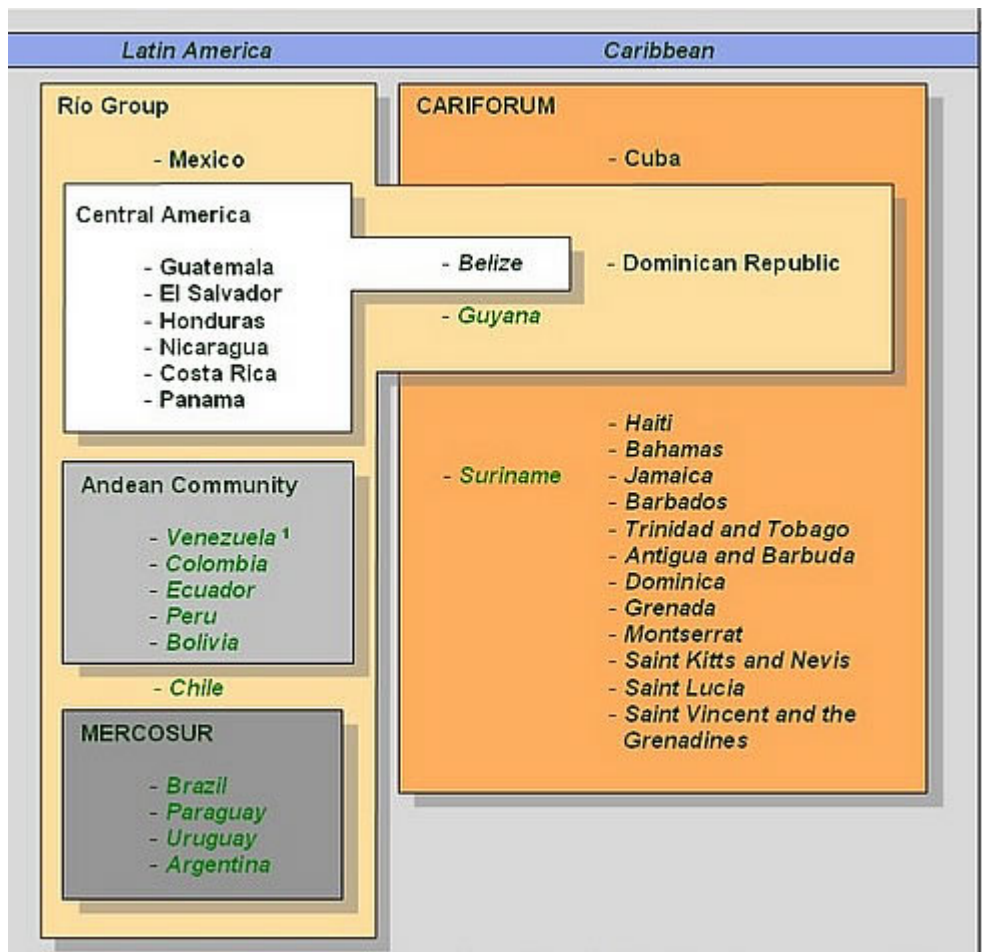 Latin America
Caribbean
Río Group
- Mexico
Central America
- Guatemala
- El Salvador
- Honduras
- Nicaragua
- Costa Rica
- Panama
Andean Community
- Venezuela ¹
- Colombia
- Ecuador
- Peru
- Bolivia
- Chile
MERCOSUR
- Brazil
- Paraguay
- Uruguay
- Argentina
CARIFORUM
- Cuba
- Belize
- Dominican Republic
- Guyana
- Suriname
- Haiti
- Bahamas
- Jamaica
- Barbados
- Trinidad and Tobago
- Antigua and Barbuda
- Dominica
- Grenada
- Montserrat
- Saint Kitts and Nevis
- Saint Lucia
- Saint Vincent and the
Grenadines